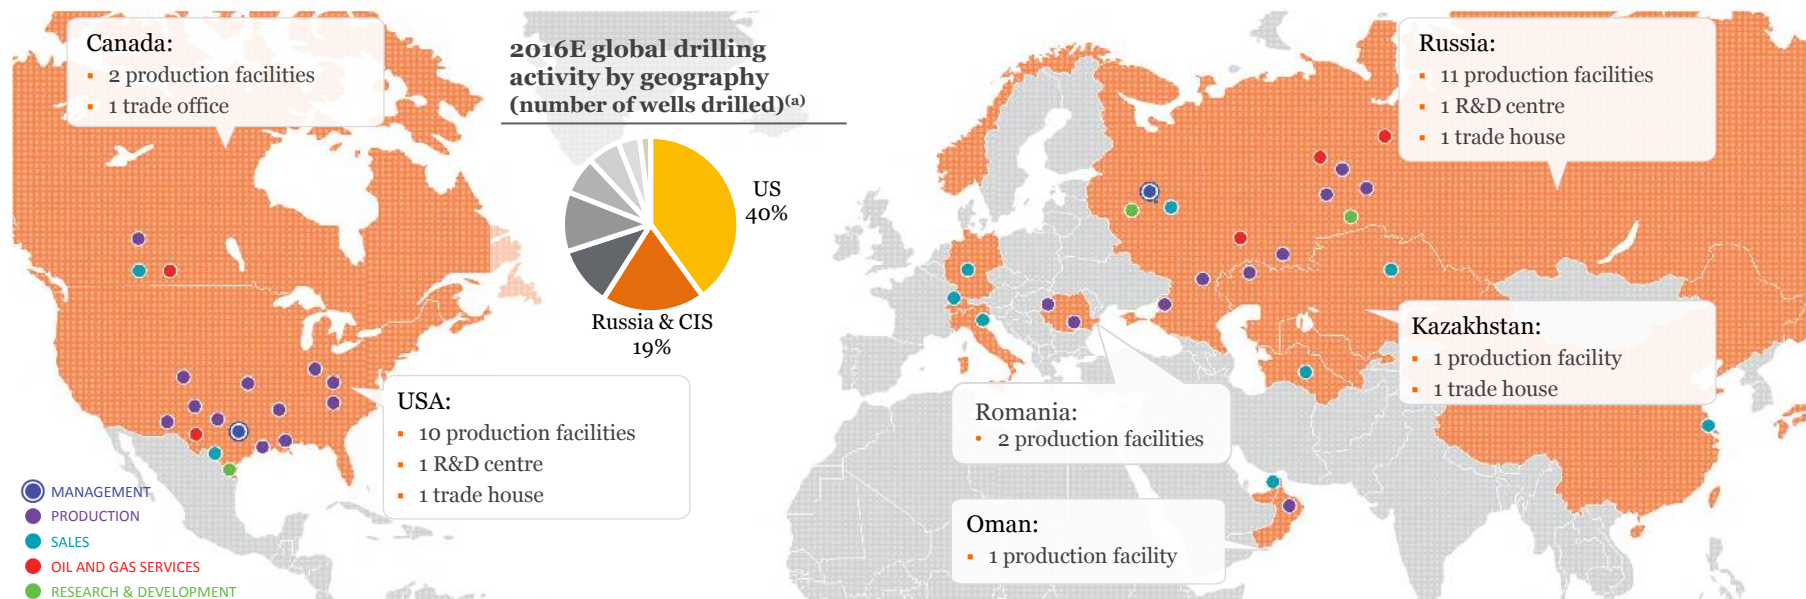 Canada:
▪ 2 production facilities
▪ 1 trade office
2016E global drilling
activity by geography
(number of wells drilled)(a)
US
40%
Russia & CIS
19%
USA:
▪ 10 production facilities
▪ 1 R&D centre
▪ 1 trade house
MANAGEMENT
PRODUCTION
SALES
OIL AND GAS SERVICES
RESEARCH & DEVELOPMENT
Russia:
▪ 11 production facilities
▪ 1 R&D centre
▪ 1 trade house
Kazakhstan:
▪ 1 production facility
▪ 1 trade house
Romania:
• 2 production facilities
Oman:
▪ 1 production facility